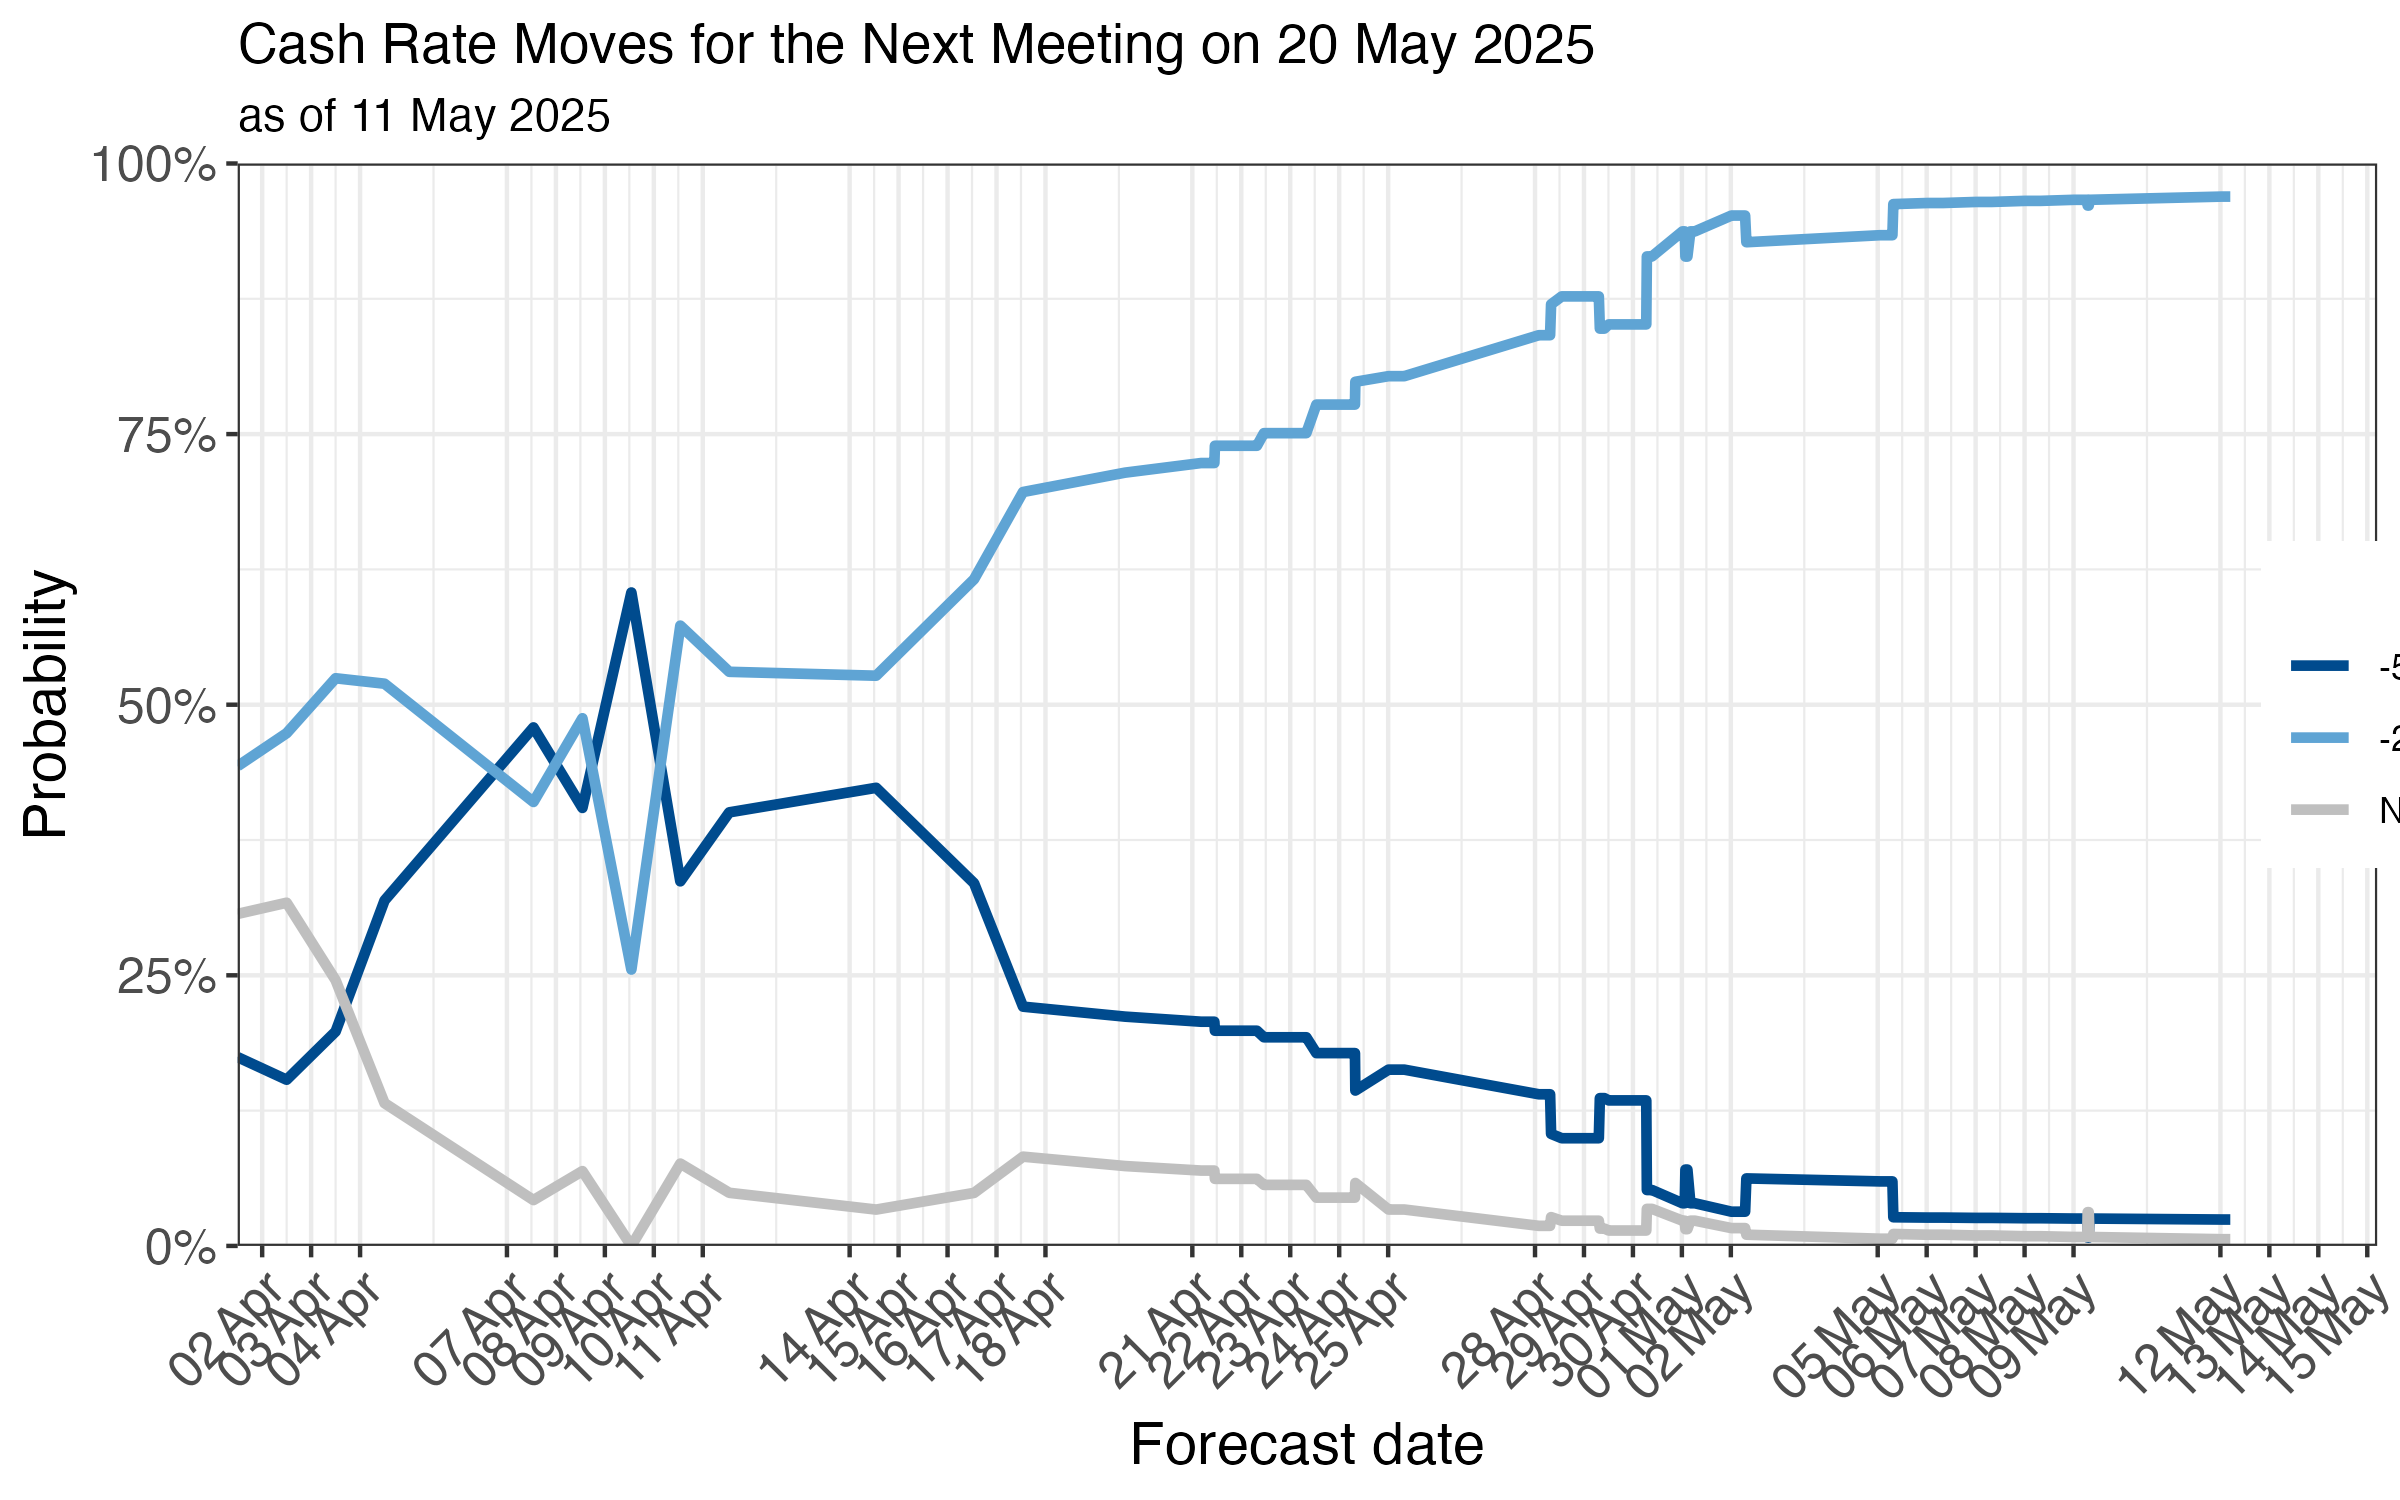 Cash Rate Moves for the Next Meeting on 20 May 2025
as of 11 May 2025
100%
75%
50%
25%
0%
Probability
-5
-2
N
02 Apr
03 Apr
04 Apr
07 Apr
08 Apr
09 Apr
10 Apr
11 Apr
14 Apr
15 Apr
16 Apr
17 Apr
18 Apr
21 Apr
22 Apr
23 Apr
24 Apr
25 Apr
28 Apr
29 Apr
30 Apr
01 May
02 May
05 May
06 May
07 May
08 May
09 May
12 May
13 May
14 May
15 May
Forecast date